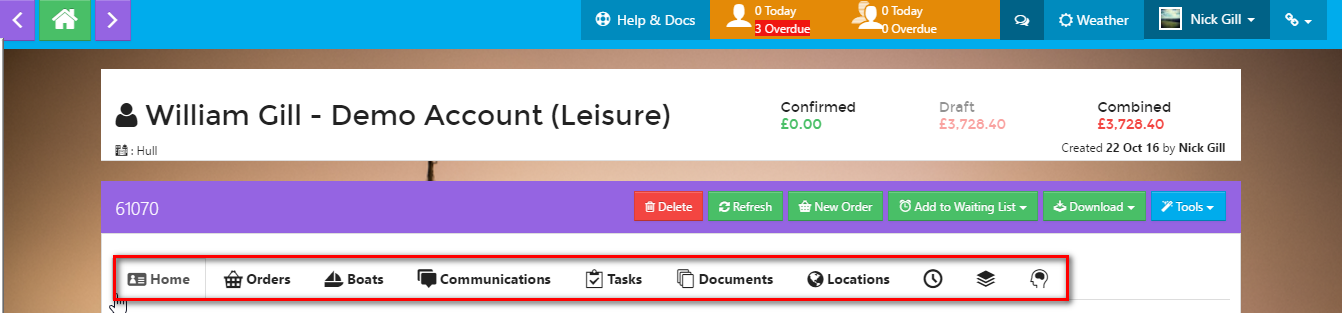 Help & Docs
0 Today
3 Overdue
0 Today
0 Overdue
Weather
Nick Gill
William Gill - Demo Account (Leisure)
Confirmed
£0.00
Draft
£3,728.40
Combined
£3,728.40
: Hull
Created 22 Oct 16 by Nick Gill
61070
Delete
Refresh
New Order
Add to Waiting List
Download
Tools
Home
Orders
Boats
Communications
Tasks
Documents
Locations